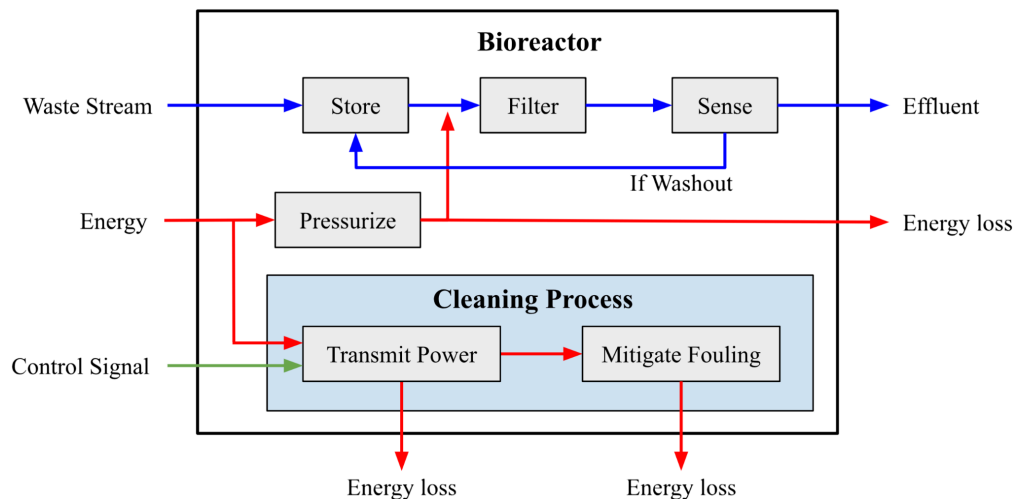 Bioreactor
Waste Stream
Store
Filter
Sense
Effluent
If Washout
Energy
Pressurize
Energy loss
Cleaning Process
Transmit Power
Mitigate Fouling
Control Signal
Energy loss
Energy loss